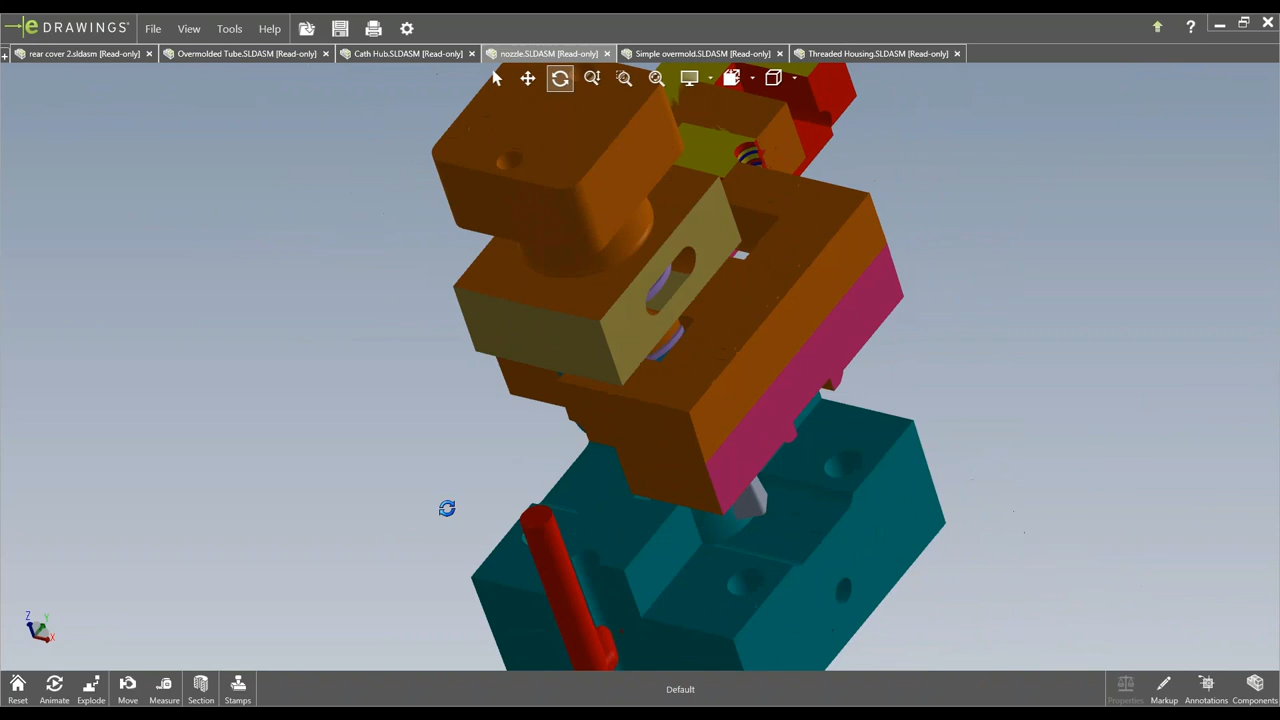 eDRAWINGS® File View Tools Help ?
+ rear cover 2.sldasm [Read-only] × Overmolded Tube.SLDASM [Read-only] × Cath Hub.SLDASM [Read-only] × nozzle.SLDASM [Read-only] × Simple overmold.SLDASM [Read-only] × Threaded Housing.SLDASM [Read-only] ×
Z Y
X
Reset Animate Explode Move Measure Section Stamps Default Properties Markup Annotations Components